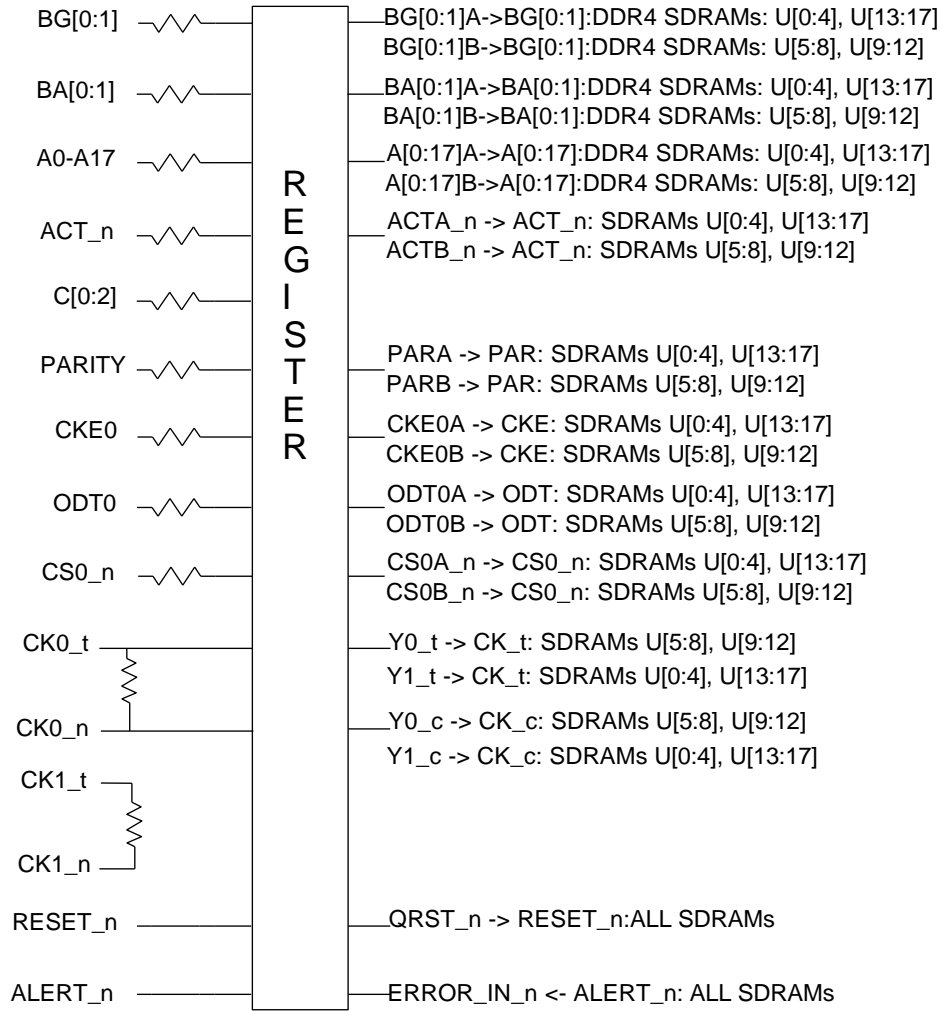 BG[0:1]
BG[0:1]A->BG[0:1]:DDR4 SDRAMs: U[0:4], U[13:17]
BG[0:1]B->BG[0:1]:DDR4 SDRAMs: U[5:8], U[9:12]
BA[0:1]
BA[0:1]A->BA[0:1]:DDR4 SDRAMs: U[0:4], U[13:17]
BA[0:1]B->BA[0:1]:DDR4 SDRAMs: U[5:8], U[9:12]
A0-A17
A[0:17]A->A[0:17]:DDR4 SDRAMs: U[0:4], U[13:17]
A[0:17]B->A[0:17]:DDR4 SDRAMs: U[5:8], U[9:12]
ACT_n
ACTA_n -> ACT_n: SDRAMs U[0:4], U[13:17]
ACTB_n -> ACT_n: SDRAMs U[5:8], U[9:12]
C[0:2]
REGISTER
PARITY
PARA -> PAR: SDRAMs U[0:4], U[13:17]
PARB -> PAR: SDRAMs U[5:8], U[9:12]
CKE0
CKE0A -> CKE: SDRAMs U[0:4], U[13:17]
CKE0B -> CKE: SDRAMs U[5:8], U[9:12]
ODT0
ODT0A -> ODT: SDRAMs U[0:4], U[13:17]
ODT0B -> ODT: SDRAMs U[5:8], U[9:12]
CS0_n
CS0A_n -> CS0_n: SDRAMs U[0:4], U[13:17]
CS0B_n -> CS0_n: SDRAMs U[5:8], U[9:12]
CK0_t
Y0_t -> CK_t: SDRAMs U[5:8], U[9:12]
Y1_t -> CK_t: SDRAMs U[0:4], U[13:17]
CK0_n
Y0_c -> CK_c: SDRAMs U[5:8], U[9:12]
Y1_c -> CK_c: SDRAMs U[0:4], U[13:17]
CK1_t
CK1_n
RESET_n
QRST_n -> RESET_n:ALL SDRAMs
ALERT_n
ERROR_IN_n <- ALERT_n: ALL SDRAMs